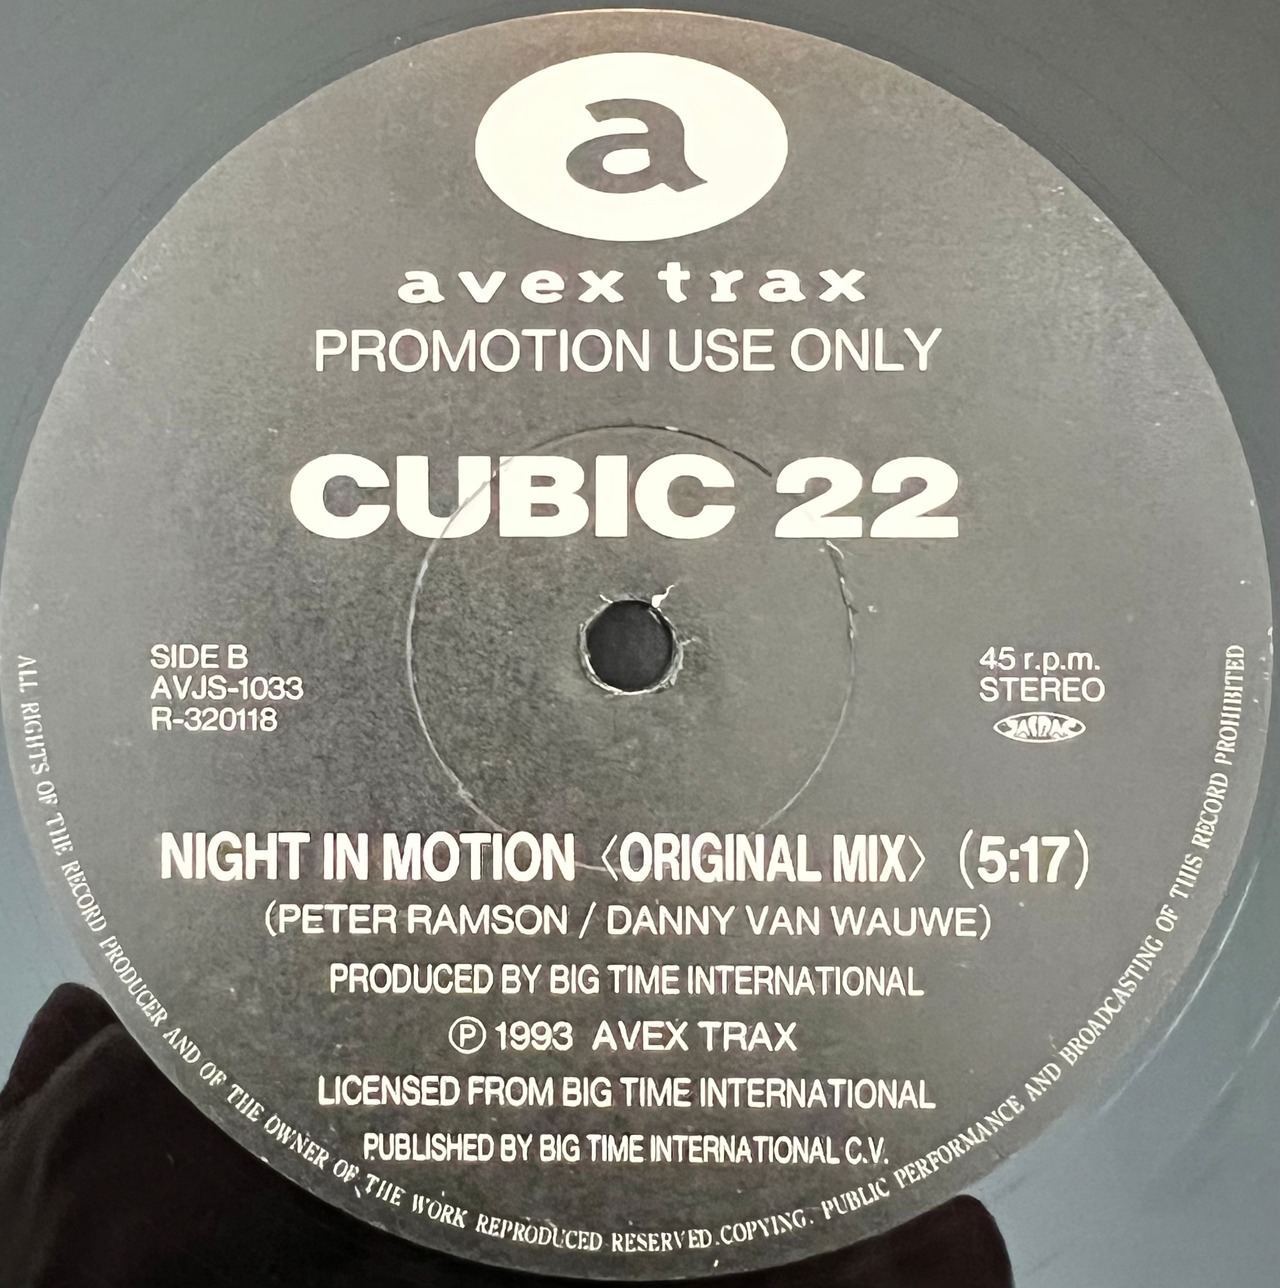 a
avex trax
PROMOTION USE ONLY
CUBIC 22
SIDE B
AVJS-1033
R-320118
45 r.p.m.
STEREO
JASRAC
NIGHT IN MOTION 〈ORIGINAL MIX〉 (5:17)
(PETER RAMSON / DANNY VAN WAUWE)
PRODUCED BY BIG TIME INTERNATIONAL
Ⓟ 1993 AVEX TRAX
LICENSED FROM BIG TIME INTERNATIONAL
PUBLISHED BY BIG TIME INTERNATIONAL C.V.
ALL RIGHTS OF THE RECORD PRODUCER AND OF THE OWNER OF THE WORK REPRODUCED RESERVED.COPYING. PUBLIC PERFORMANCE AND BROADCASTING OF THIS RECORD PROHIBITED